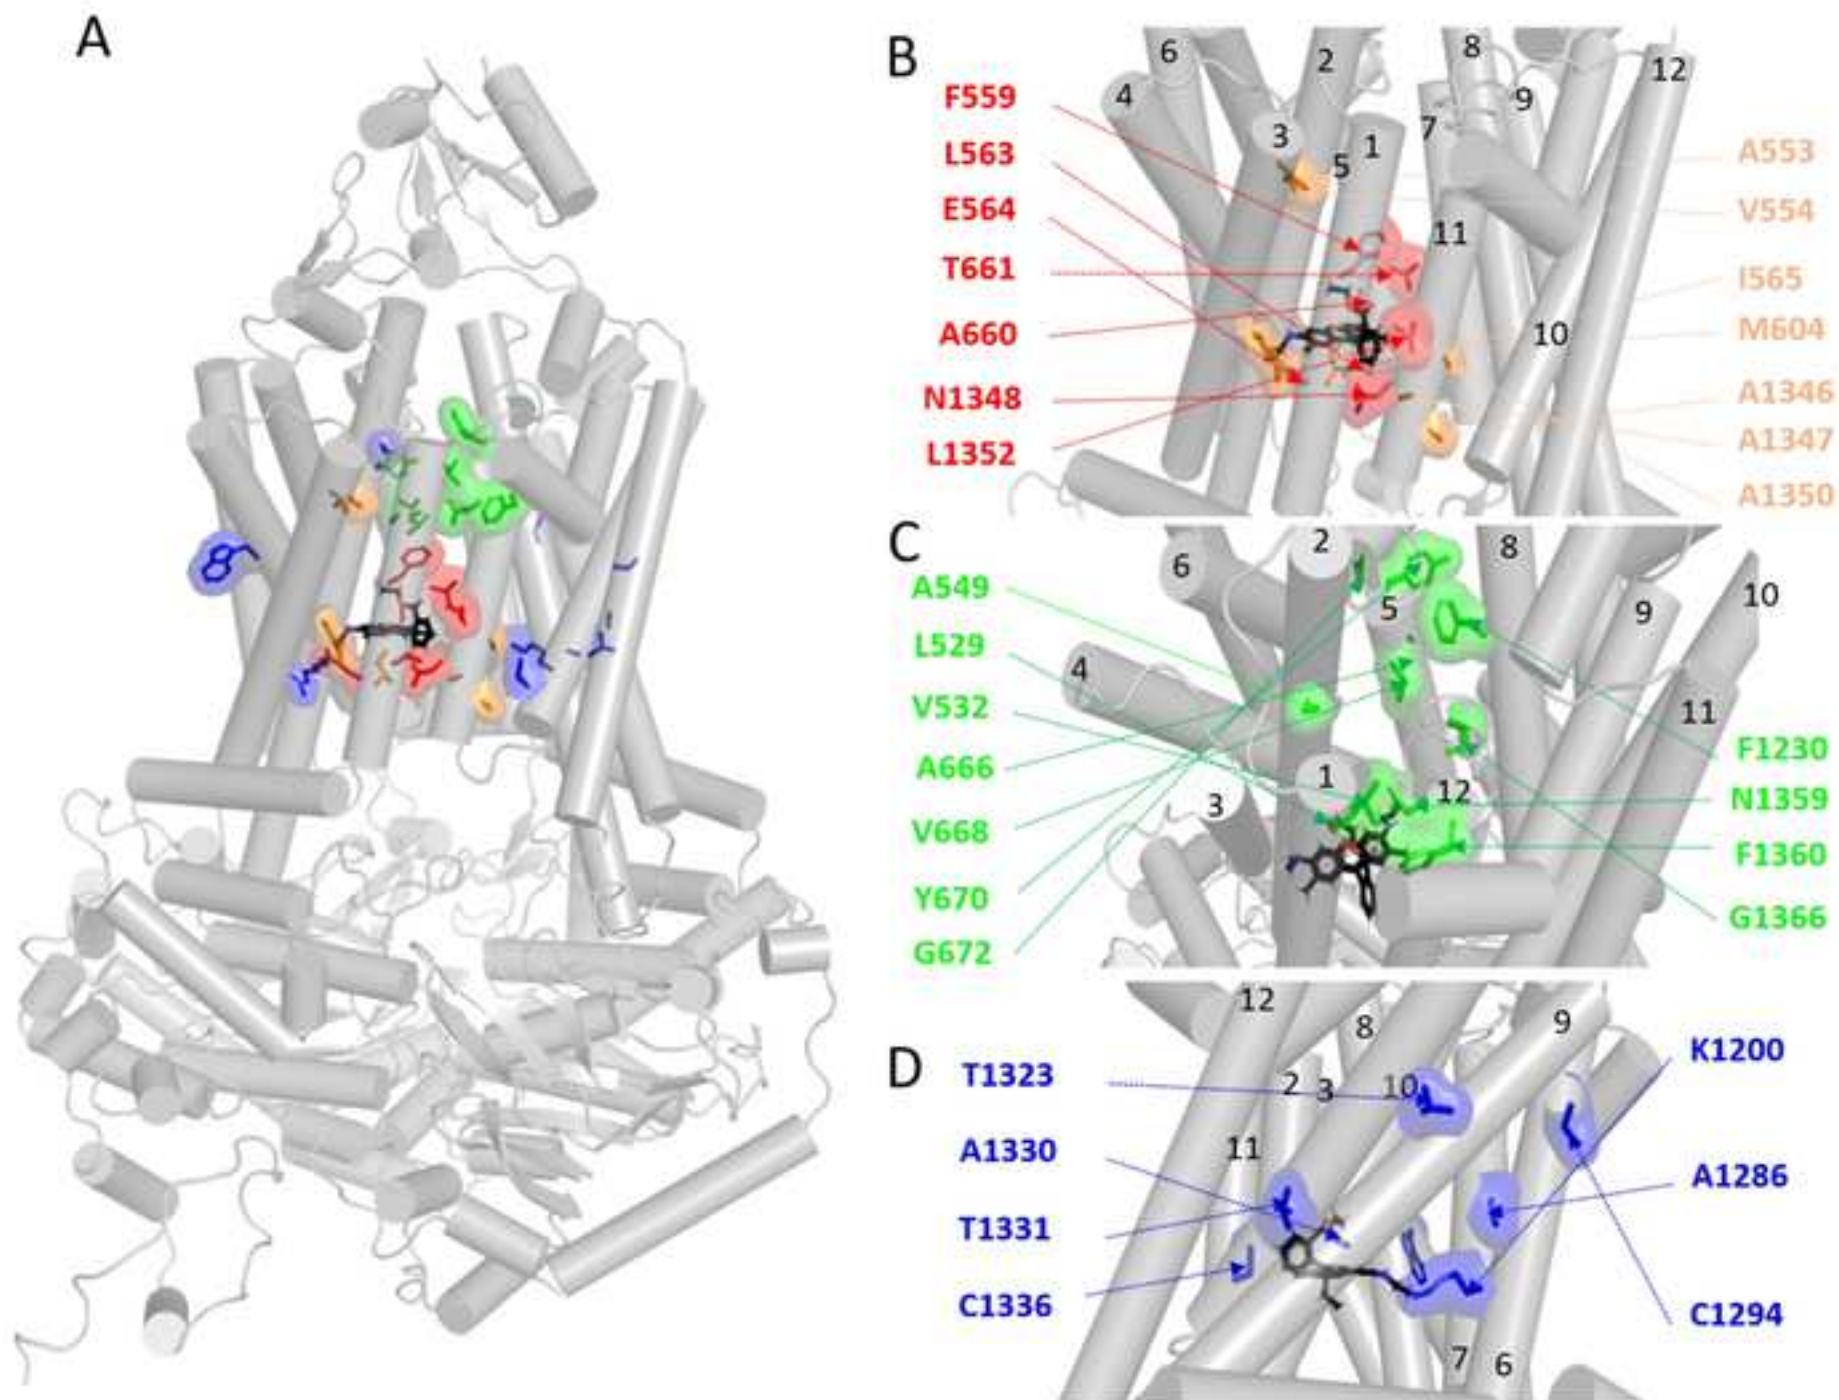 A
B
F559
L563
E564
T661
A660
N1348
L1352
6
4
3
2
5
1
7
8
9
11
10
12
A553
V554
I565
M604
A1346
A1347
A1350
C
A549
L529
V532
A666
V668
Y670
G672
6
4
3
2
1
5
12
8
9
10
11
F1230
N1359
F1360
G1366
D
T1323
A1330
T1331
C1336
12
8
9
2
3
10
11
7
6
K1200
A1286
C1294